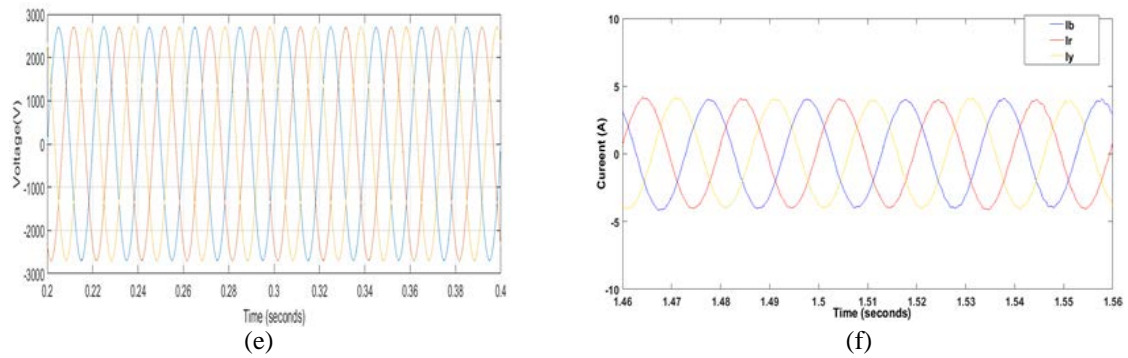 3000
2000
1000
0
-1000
-2000
-3000
Voltage(V)
0.2 0.22 0.24 0.26 0.28 0.3 0.32 0.34 0.36 0.38 0.4
Time (seconds)
(e)
10
5
0
-5
-10
Cureent (A)
Ib
Ir
Iy
1.46 1.47 1.48 1.49 1.5 1.51 1.52 1.53 1.54 1.55 1.56
Time (seconds)
(f)